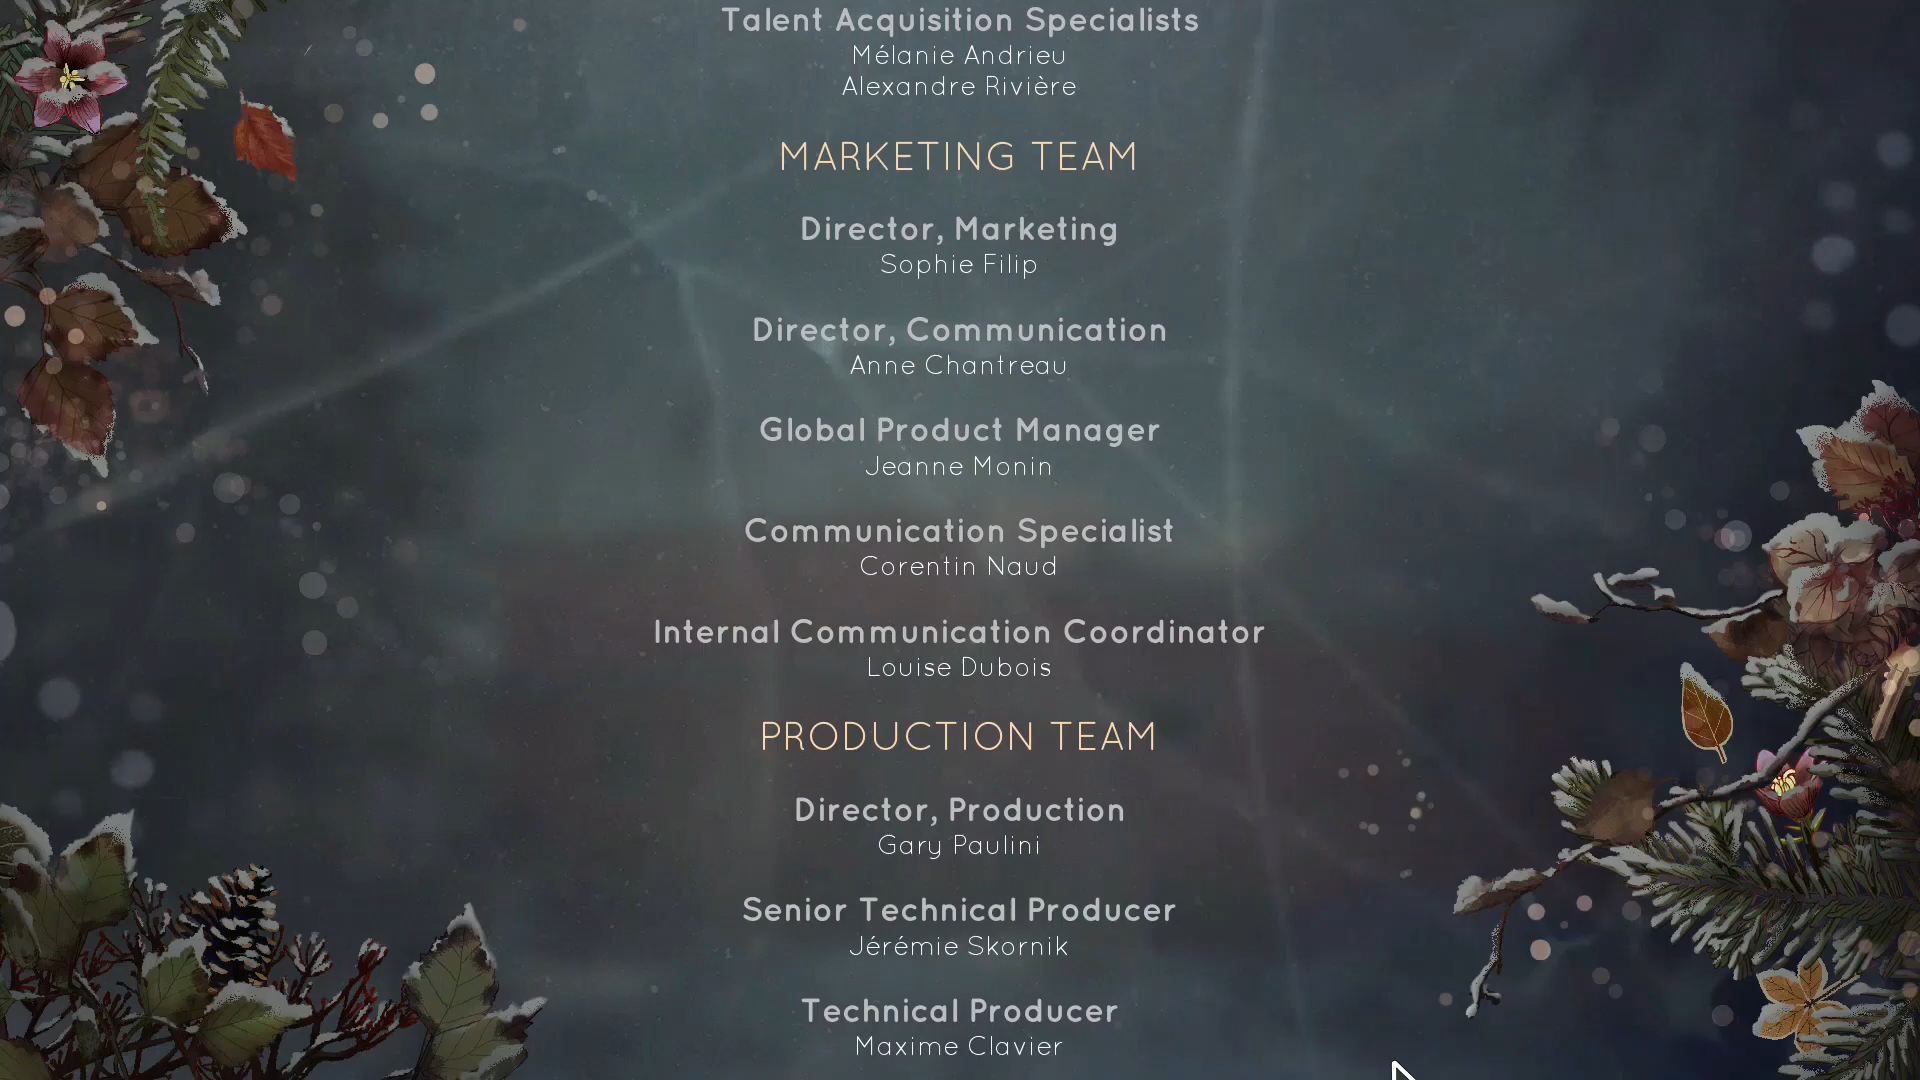 Talent Acquisition Specialists
Mélanie Andrieu
Alexandre Rivière
MARKETING TEAM
Director, Marketing
Sophie Filip
Director, Communication
Anne Chantreau
Global Product Manager
Jeanne Monin
Communication Specialist
Corentin Naud
Internal Communication Coordinator
Louise Dubois
PRODUCTION TEAM
Director, Production
Gary Paulini
Senior Technical Producer
Jérémie Skornik
Technical Producer
Maxime Clavier